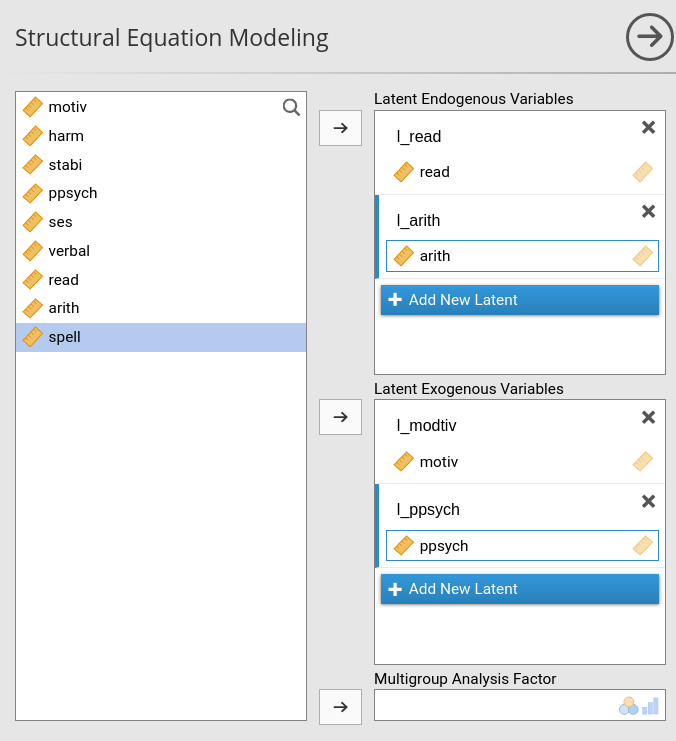 Structural Equation Modeling
motiv
harm
stabi
ppsych
ses
verbal
read
arith
spell
Latent Endogenous Variables
l_read
read
l_arith
arith
Add New Latent
Latent Exogenous Variables
l_modtiv
motiv
l_ppsych
ppsych
Add New Latent
Multigroup Analysis Factor